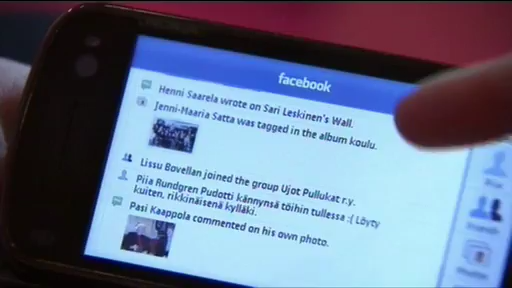 facebook
Henni Saarela wrote on Sari Leskinen's Wall.
Jenni-Maaria Satta was tagged in the album koulu.
Lissu Bovellan joined the group Ujot Pullukat r.y.
Piia Rundgren Pudotti kännynsä töihin tullessa :( Löyty
kuiten, rikkinäisenä kylläki.
Pasi Kaappola commented on his own photo.